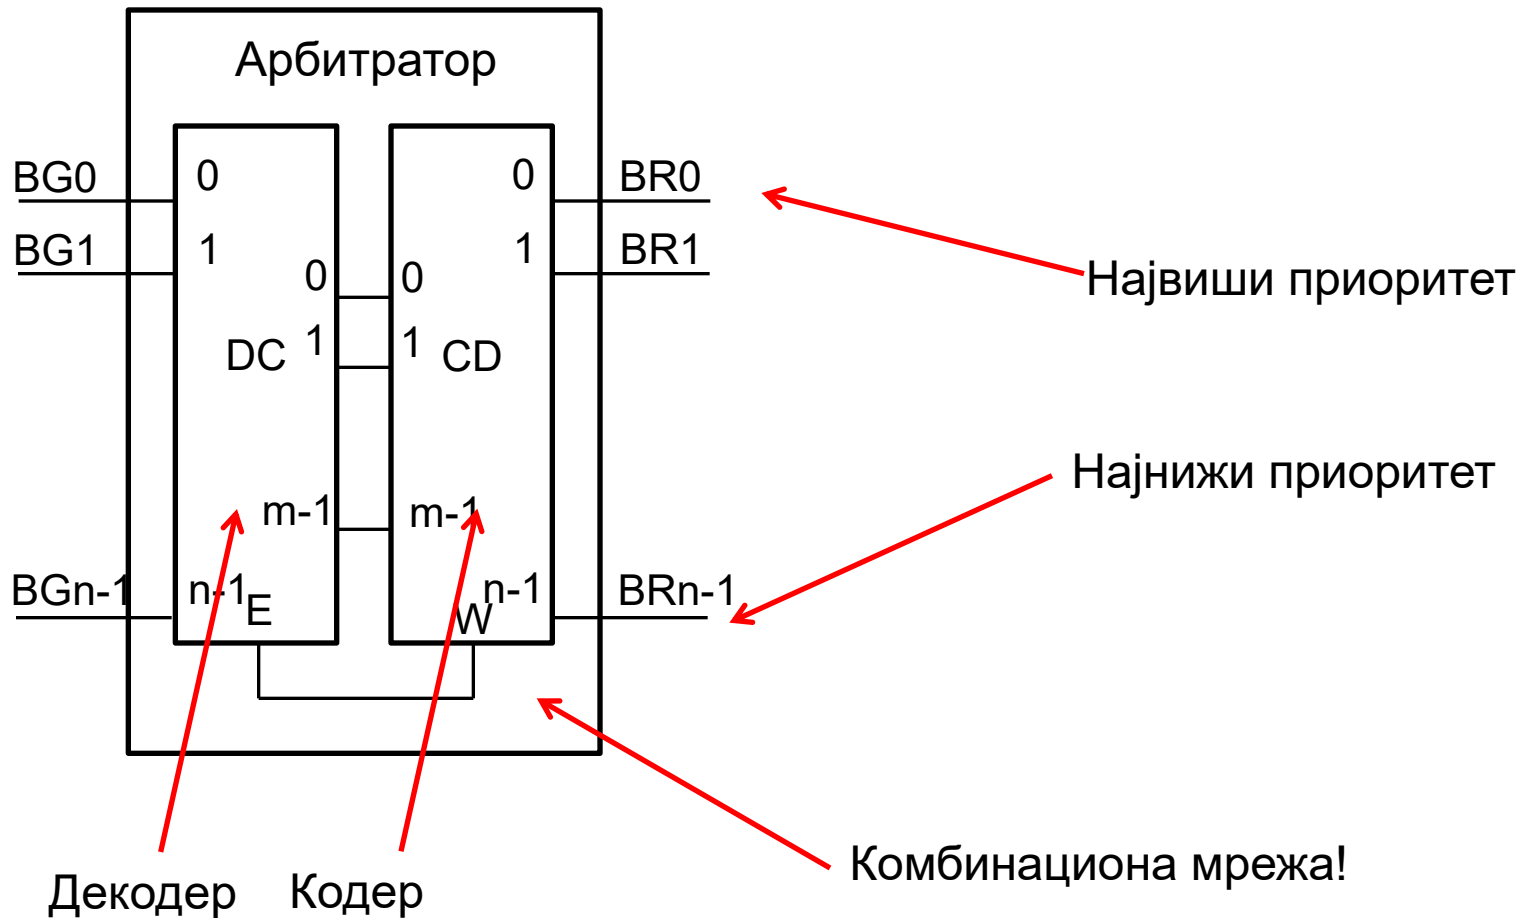 Арбитратор
BG0
0
0
BR0
BG1
1
1
BR1
0
0
Највиши приоритет
DC
1
1
CD
Најнижи приоритет
m-1
m-1
BGn-1
n-1
E
W
n-1
BRn-1
Комбинациона мрежа!
Декодер
Кодер